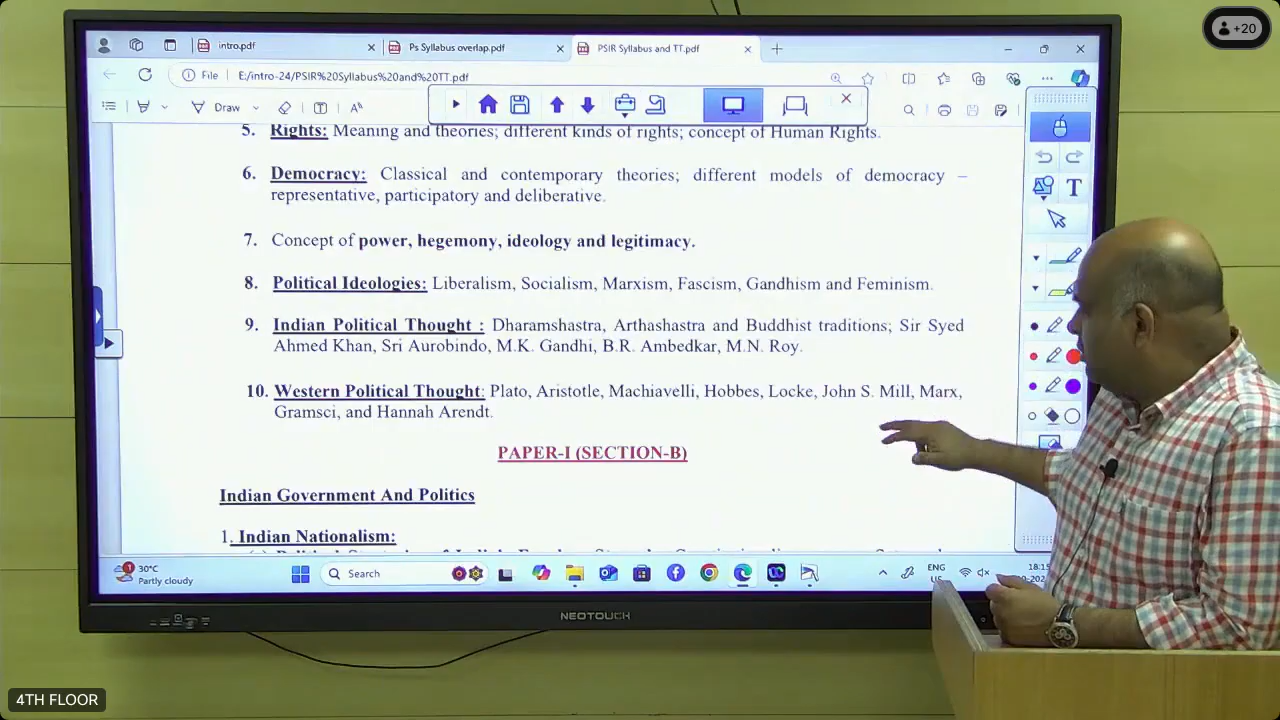 +20
intro.pdf
Ps Syllabus overlap.pdf
PSIR Syllabus and TT.pdf
File
E:/intro-24/PSIR%20Syllabus%20and%20TT.pdf
Draw
T
5. Rights: Meaning and theories; different kinds of rights; concept of Human Rights.
6. Democracy: Classical and contemporary theories; different models of democracy –
representative, participatory and deliberative.
7. Concept of power, hegemony, ideology and legitimacy.
8. Political Ideologies: Liberalism, Socialism, Marxism, Fascism, Gandhism and Feminism.
9. Indian Political Thought : Dharamshastra, Arthashastra and Buddhist traditions; Sir Syed
Ahmed Khan, Sri Aurobindo, M.K. Gandhi, B.R. Ambedkar, M.N. Roy.
10. Western Political Thought: Plato, Aristotle, Machiavelli, Hobbes, Locke, John S. Mill, Marx,
Gramsci, and Hannah Arendt.
PAPER-I (SECTION-B)
Indian Government And Politics
1. Indian Nationalism:
30°C
Partly cloudy
Search
ENG
18:15
NEOTOUCH
4TH FLOOR